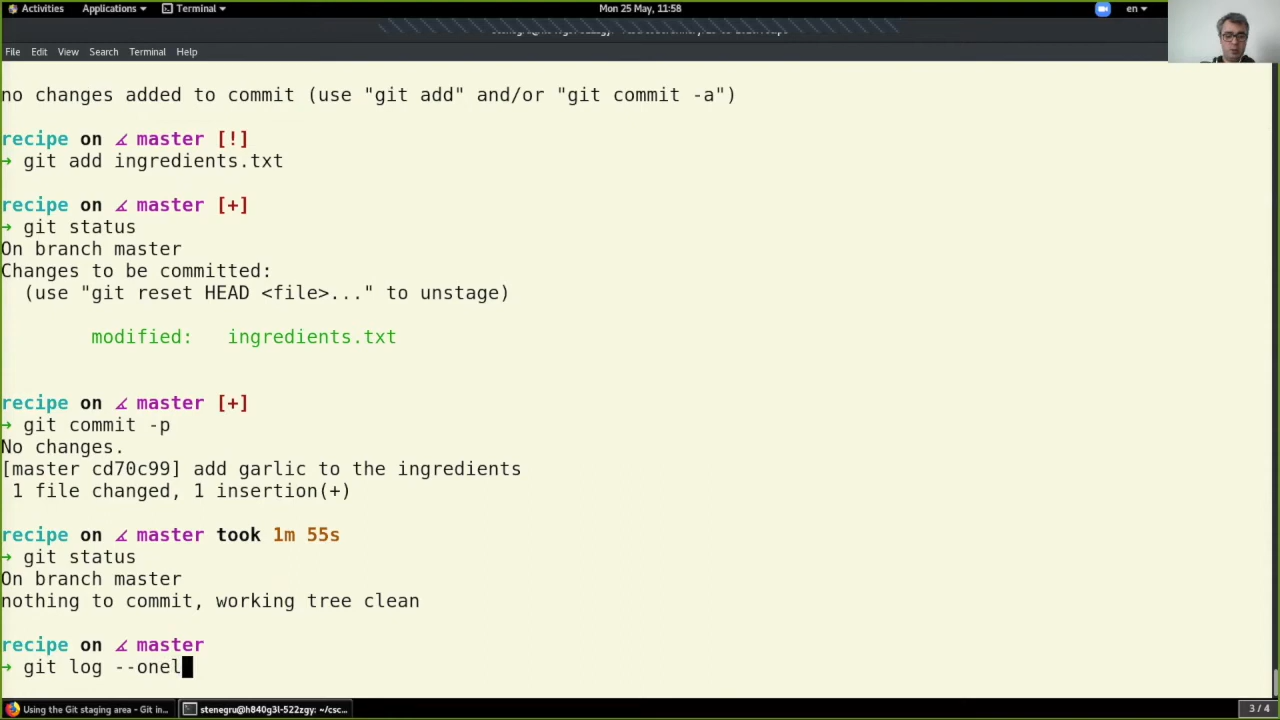 Activities Applications Terminal Mon 25 May, 11:58 en
File Edit View Search Terminal Help
no changes added to commit (use "git add" and/or "git commit -a")
recipe on master [!]
➜ git add ingredients.txt
recipe on master [+]
➜ git status
On branch master
Changes to be committed:
(use "git reset HEAD <file>..." to unstage)
modified: ingredients.txt
recipe on master [+]
➜ git commit -p
No changes.
[master cd70c99] add garlic to the ingredients
1 file changed, 1 insertion(+)
recipe on master took 1m 55s
➜ git status
On branch master
nothing to commit, working tree clean
recipe on master
➜ git log --onel
Using the Git staging area - Git in... stenegru@h840g3l-522zgy: ~/csc... 3 / 4